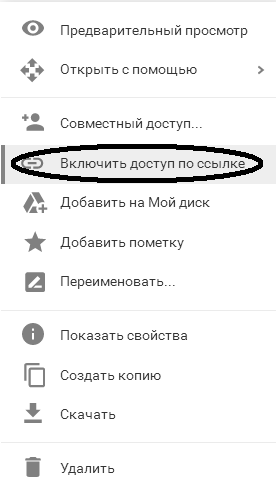 Предварительный просмотр
Открыть с помощью
Совместный доступ...
Включить доступ по ссылке
Добавить на Мой диск
Добавить пометку
Переименовать...
Показать свойства
Создать копию
Скачать
Удалить